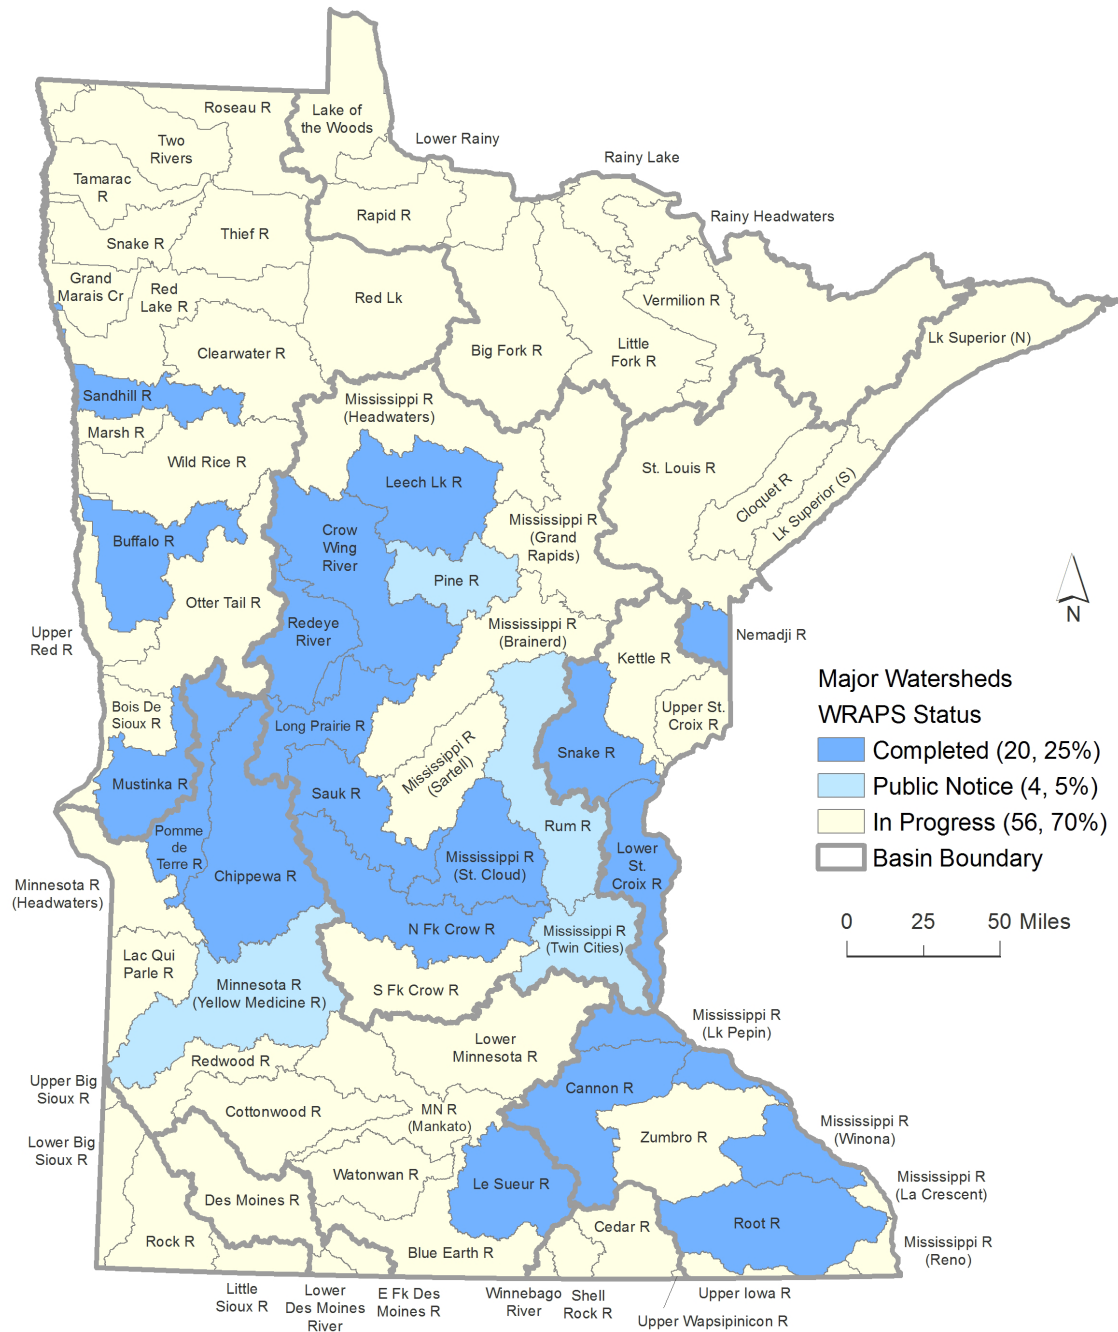 Roseau R
Lake of
the Woods
Lower Rainy
Two
Rivers
Rainy Lake
Tamarac
R
Rapid R
Rainy Headwaters
Snake R
Thief R
Grand
Marais Cr
Red
Lake R
Red Lk
Vermilion R
Lk Superior (N)
Clearwater R
Big Fork R
Little
Fork R
Sandhill R
Mississippi R
(Headwaters)
Marsh R
Wild Rice R
St. Louis R
Leech Lk R
Cloquet R
Lk Superior (S)
Mississippi R
(Grand
Rapids)
Crow
Wing
River
Buffalo R
Pine R
Otter Tail R
N
Upper
Red R
Redeye
River
Mississippi R
(Brainerd)
Nemadji R
Kettle R
Bois De
Sioux R
Upper St.
Croix R
Long Prairie R
Snake R
Mississippi R
(Sartell)
Mustinka R
Sauk R
Rum R
Pomme
de
Terre R
Chippewa R
Mississippi R
(St. Cloud)
Lower
St.
Croix R
Minnesota R
(Headwaters)
N Fk Crow R
Mississippi R
(Twin Cities)
Lac Qui
Parle R
Minnesota R
(Yellow Medicine R)
S Fk Crow R
Mississippi R
(Lk Pepin)
Lower
Minnesota R
Redwood R
Upper Big
Sioux R
Cannon R
Cottonwood R
MN R
(Mankato)
Lower Big
Sioux R
Zumbro R
Mississippi R
(Winona)
Watonwan R
Le Sueur R
Mississippi R
(La Crescent)
Des Moines R
Root R
Cedar R
Rock R
Blue Earth R
Mississippi R
(Reno)
Little
Sioux R
Lower
Des Moines
River
E Fk Des
Moines R
Winnebago
River
Shell
Rock R
Upper Iowa R
Upper Wapsipinicon R
Major Watersheds
WRAPS Status
Completed (20, 25%)
Public Notice (4, 5%)
In Progress (56, 70%)
Basin Boundary
0 25 50 Miles